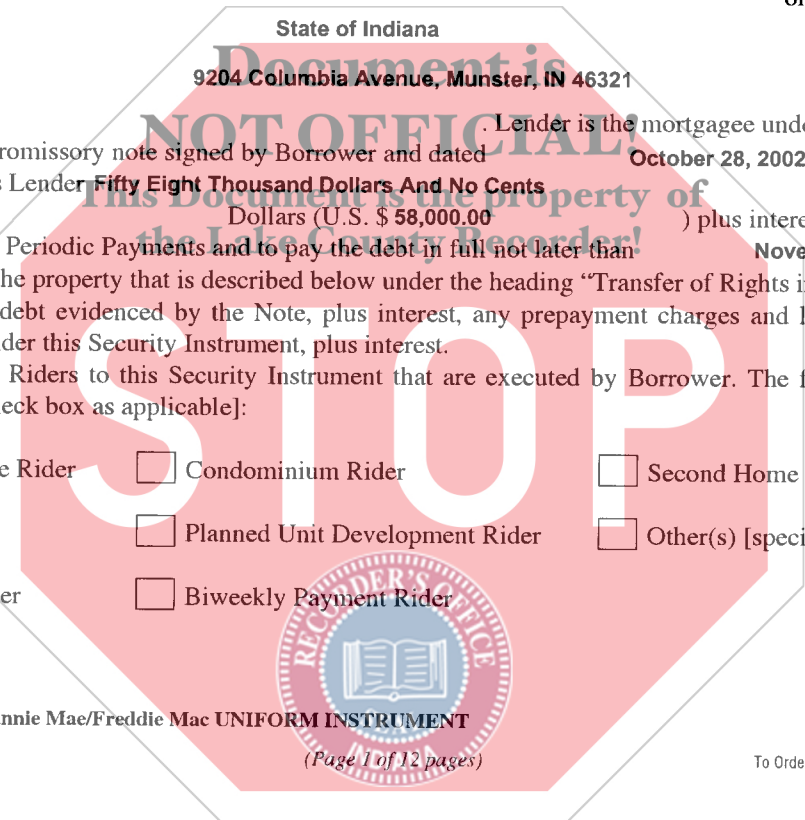 State of Indiana
Document is
9204 Columbia Avenue, Munster, IN 46321
NOT OFFICIAL!
. Lender is the mortgagee unde
romissory note signed by Borrower and dated October 28, 2002
s Lender Fifty Eight Thousand Dollars And No Cents
This Document is the property of
Dollars (U.S. $ 58,000.00 ) plus intere
the Lake County Recorder!
Periodic Payments and to pay the debt in full not later than Nove
he property that is described below under the heading “Transfer of Rights i
debt evidenced by the Note, plus interest, any prepayment charges and l
der this Security Instrument, plus interest.
Riders to this Security Instrument that are executed by Borrower. The f
eck box as applicable]:
STOP
e Rider Condominium Rider Second Home
Planned Unit Development Rider Other(s) [speci
er Biweekly Payment Rider
RECORDER'S OFFICE
SEAL
INDIANA
nnie Mae/Freddie Mac UNIFORM INSTRUMENT
(Page 1 of 12 pages)
To Orde